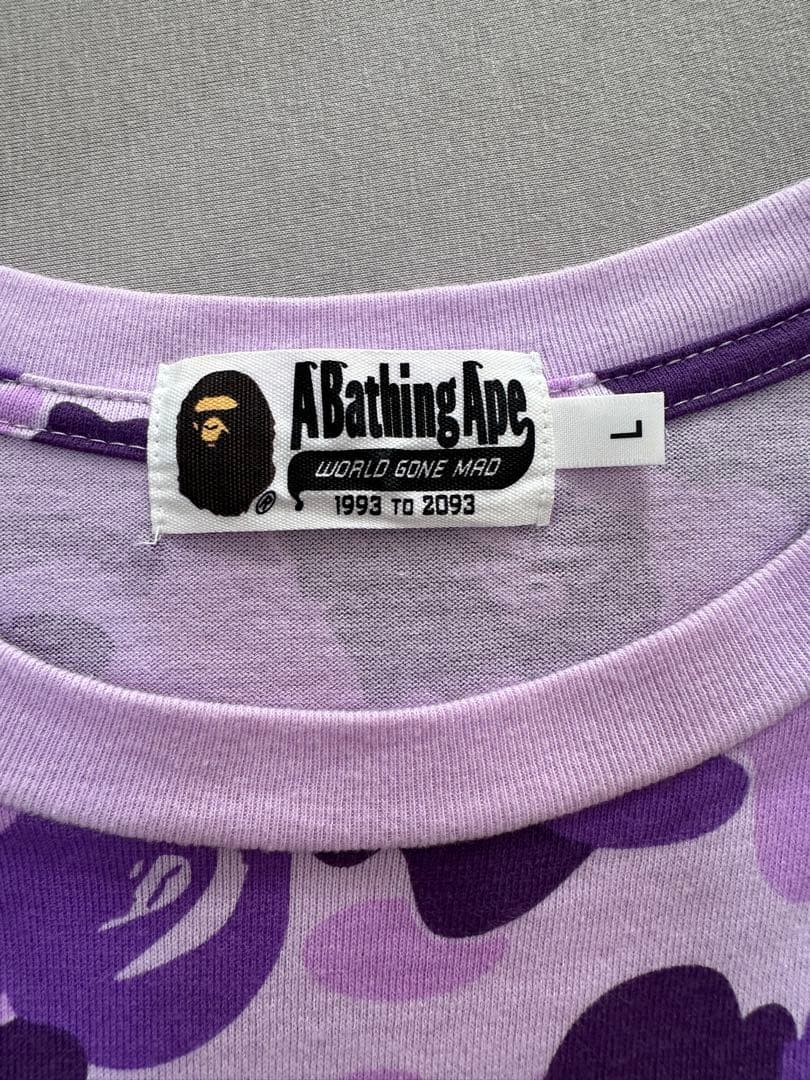 A Bathing Ape
WORLD GONE MAD
1993 TO 2093
®
L